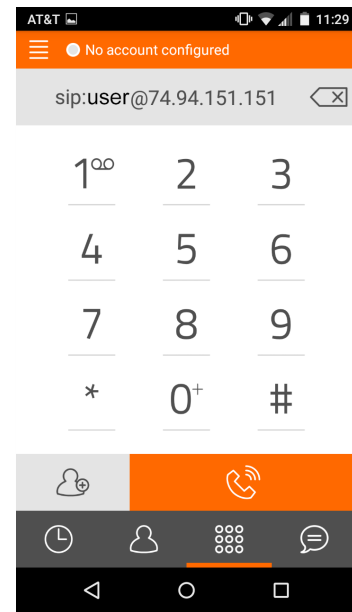 AT&T 11:29
No account configured
sip:user@74.94.151.151
1 2 3
4 5 6
7 8 9
* 0+ #